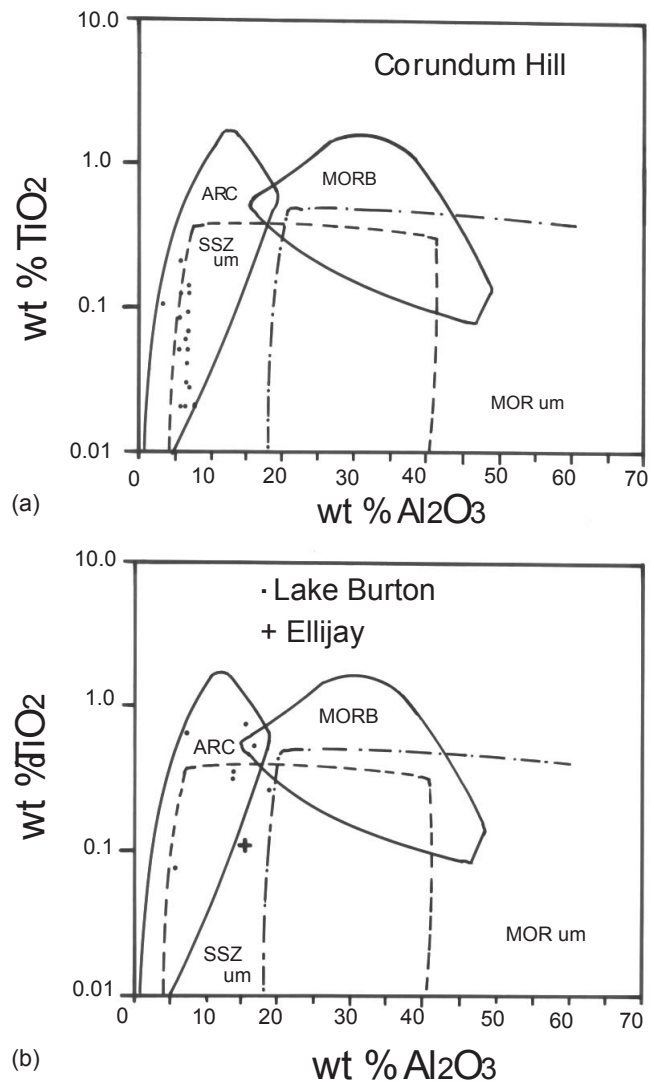 10.0
Corundum Hill
1.0
ARC
MORB
SSZ
um
0.1
MOR um
0.01
wt % TiO2
0 10 20 30 40 50 60 70
(a)
wt % Al2O3
10.0
· Lake Burton
+ Ellijay
1.0
MORB
ARC
0.1
SSZ
um
MOR um
0.01
0 10 20 30 40 50 60 70
(b)
wt % Al2O3